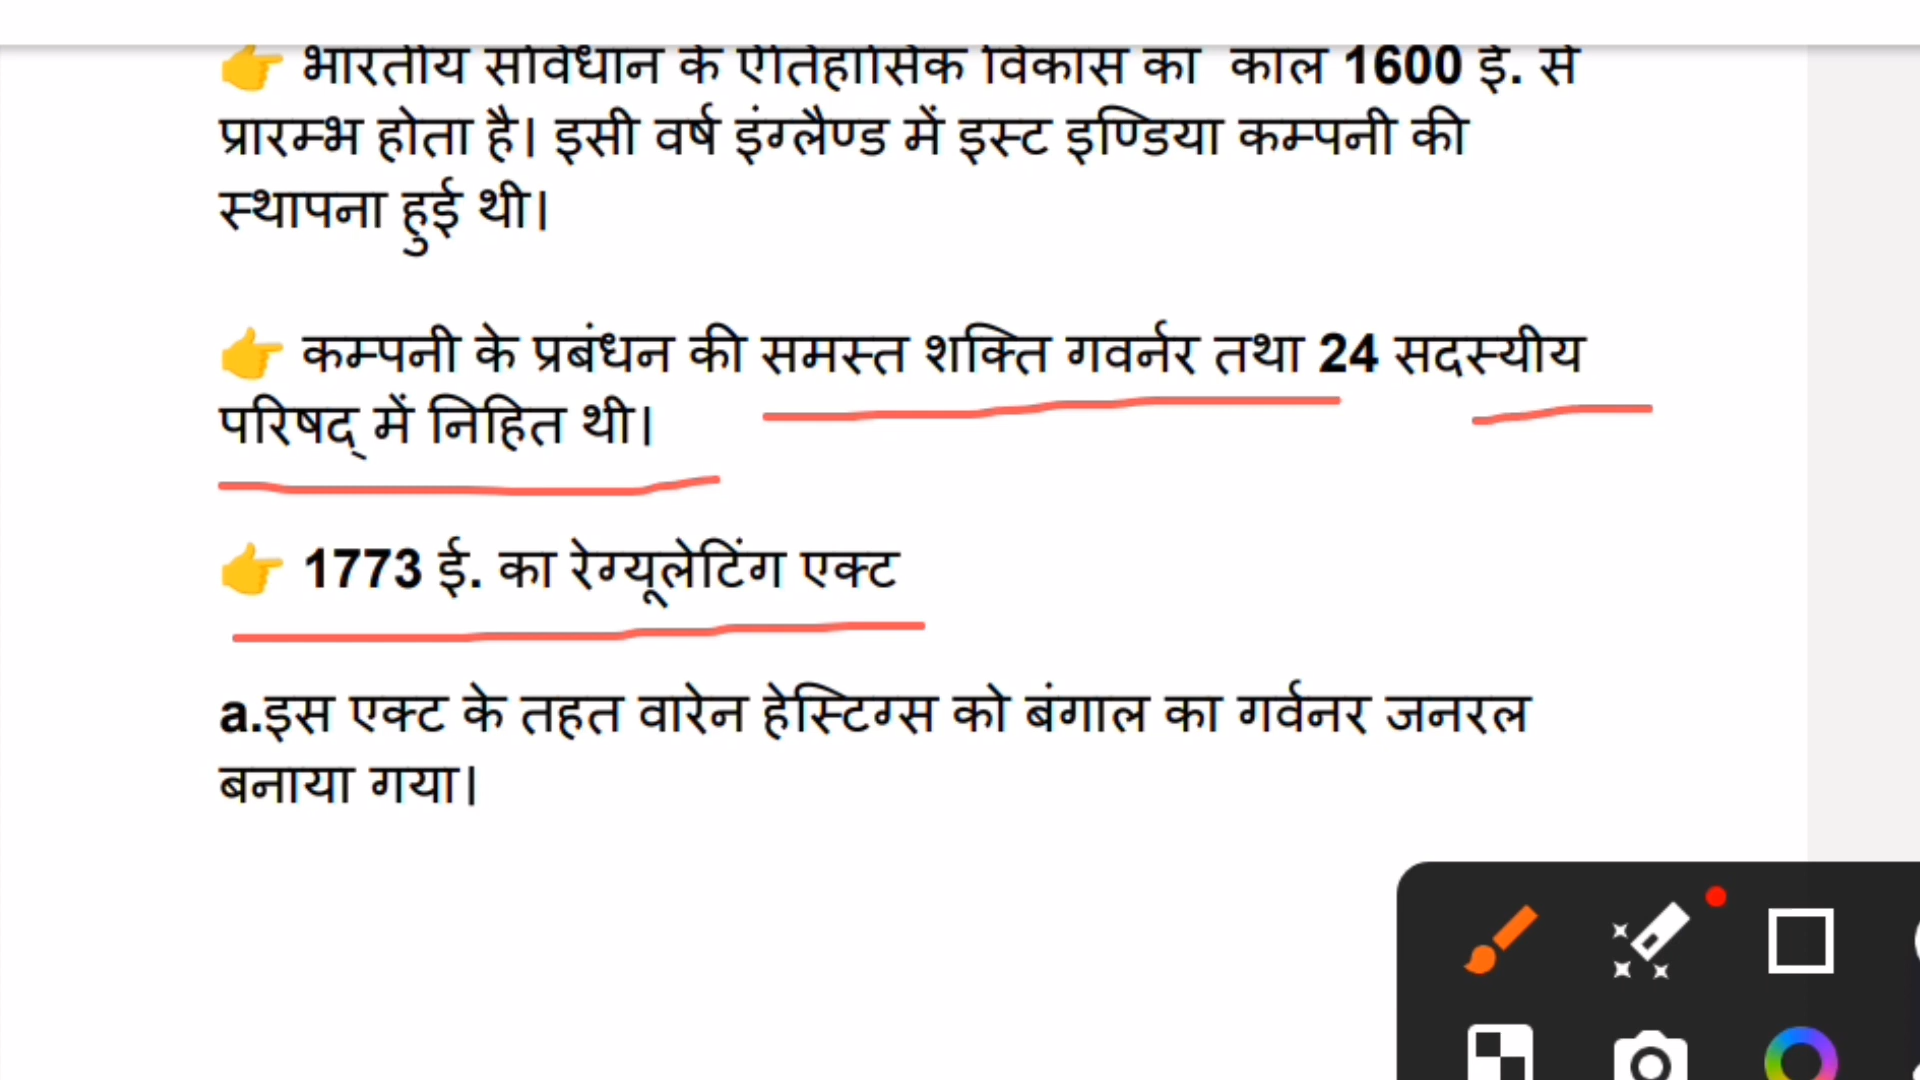 👉 भारतीय संविधान के ऐतिहासिक विकास का काल 1600 ई. से
प्रारम्भ होता है। इसी वर्ष इंग्लैण्ड में इस्ट इण्डिया कम्पनी की
स्थापना हुई थी।
👉 कम्पनी के प्रबंधन की समस्त शक्ति गवर्नर तथा 24 सदस्यीय
परिषद् में निहित थी।
👉 1773 ई. का रेग्यूलेटिंग एक्ट
a.इस एक्ट के तहत वारेन हेस्टिग्स को बंगाल का गर्वनर जनरल
बनाया गया।